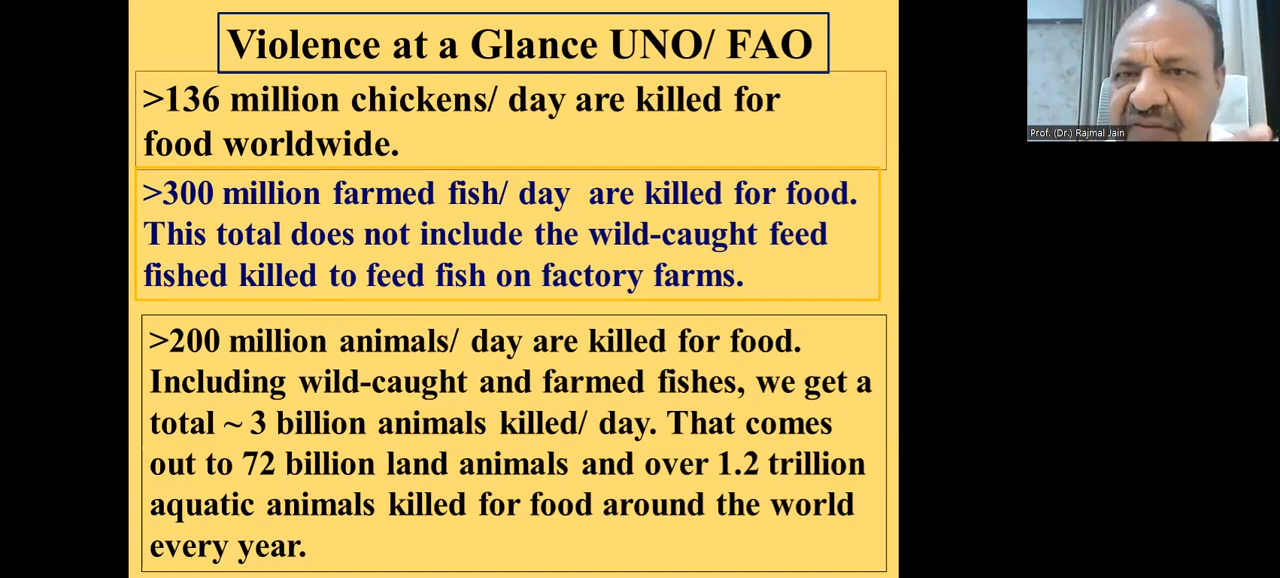 Violence at a Glance UNO/ FAO
>136 million chickens/ day are killed for
food worldwide.
>300 million farmed fish/ day are killed for food.
This total does not include the wild-caught feed
fished killed to feed fish on factory farms.
>200 million animals/ day are killed for food.
Including wild-caught and farmed fishes, we get a
total ~ 3 billion animals killed/ day. That comes
out to 72 billion land animals and over 1.2 trillion
aquatic animals killed for food around the world
every year.
Prof. (Dr.) Rajmal Jain